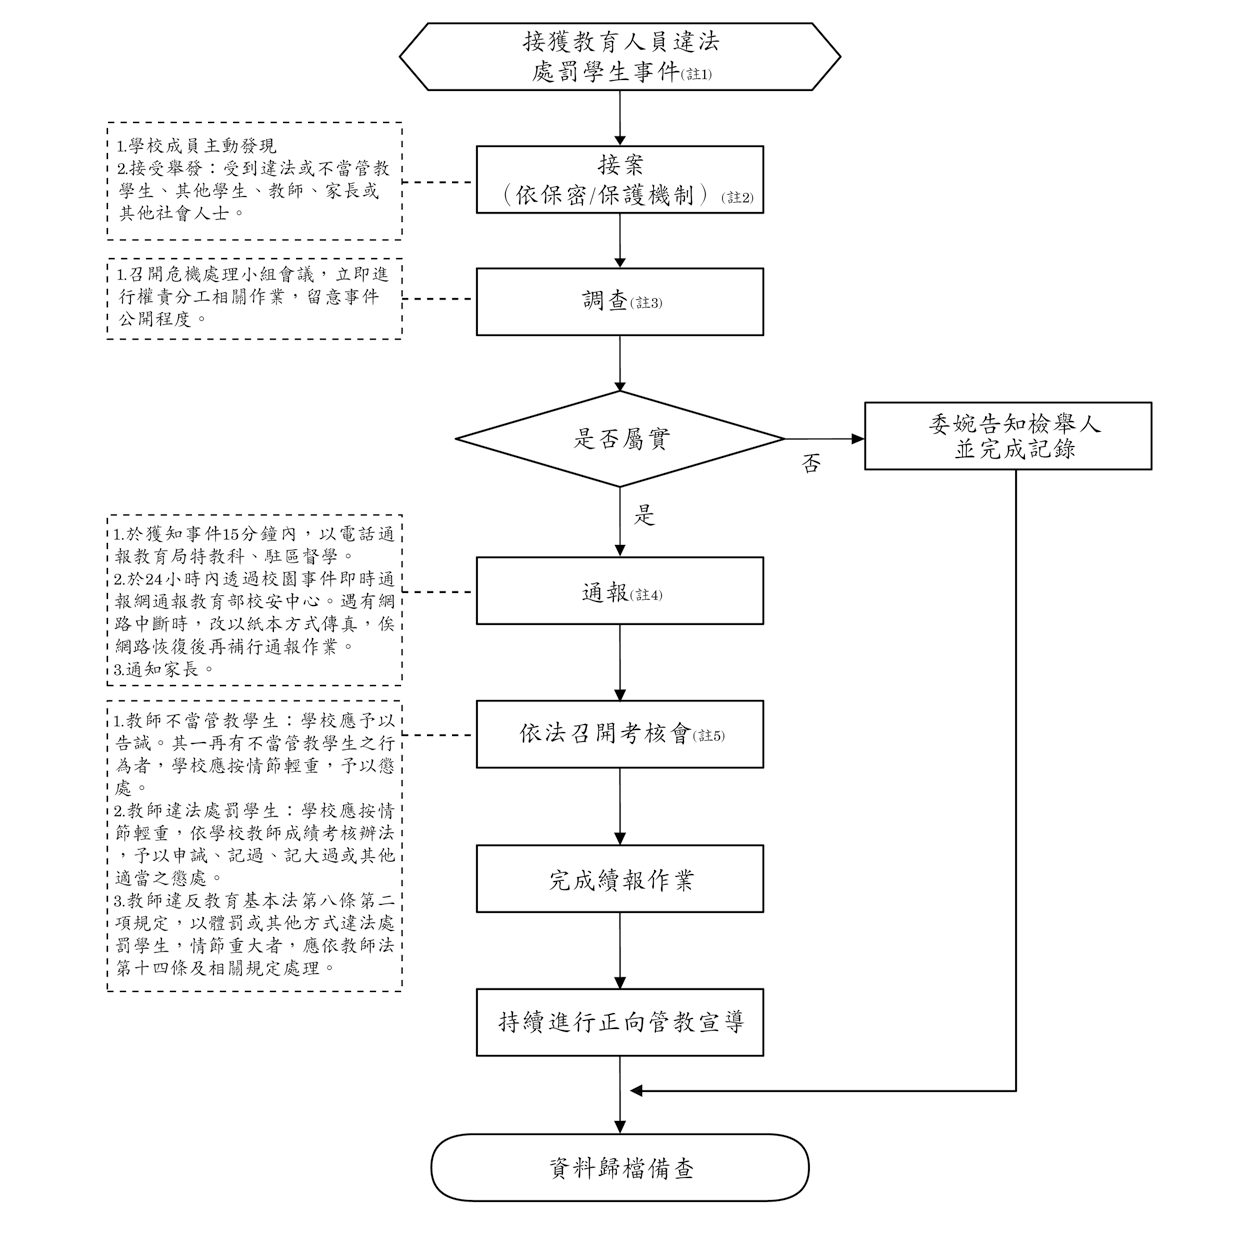 接獲教育人員違法
處罰學生事件(註1)
1.學校成員主動發現
2.接受舉發：受到違法或不當管教
學生、其他學生、教師、家長或
其他社會人士。
接案
（依保密/保護機制）(註2)
1.召開危機處理小組會議，立即進
行權責分工相關作業，留意事件
公開程度。
調查(註3)
是否屬實
否
委婉告知檢舉人
並完成記錄
是
1.於獲知事件15分鐘內，以電話通
報教育局特教科、駐區督學。
2.於24小時內透過校園事件即時通
報網通報教育部校安中心。遇有網
路中斷時，改以紙本方式傳真，俟
網路恢復後再補行通報作業。
3.通知家長。
通報(註4)
1.教師不當管教學生：學校應予以
告誡。其一再有不當管教學生之行
為者，學校應按情節輕重，予以懲
處。
2.教師違法處罰學生：學校應按情
節輕重，依學校教師成績考核辦法
，予以申誡、記過、記大過或其他
適當之懲處。
3.教師違反教育基本法第八條第二
項規定，以體罰或其他方式違法處
罰學生，情節重大者，應依教師法
第十四條及相關規定處理。
依法召開考核會(註5)
完成續報作業
持續進行正向管教宣導
資料歸檔備查